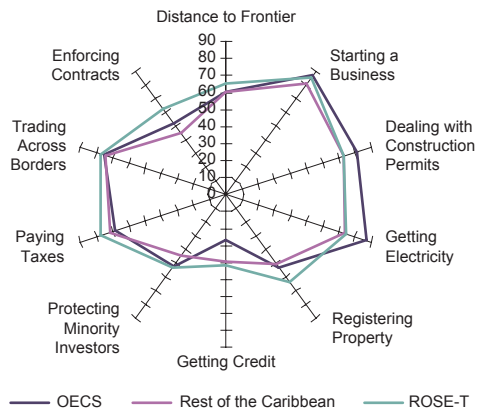 Distance to Frontier
90
80
70
60
50
40
30
20
10
0
Starting a
Business
Dealing with
Construction
Permits
Getting
Electricity
Registering
Property
Getting Credit
Protecting
Minority
Investors
Paying
Taxes
Trading
Across
Borders
Enforcing
Contracts
OECS
Rest of the Caribbean
ROSE-T